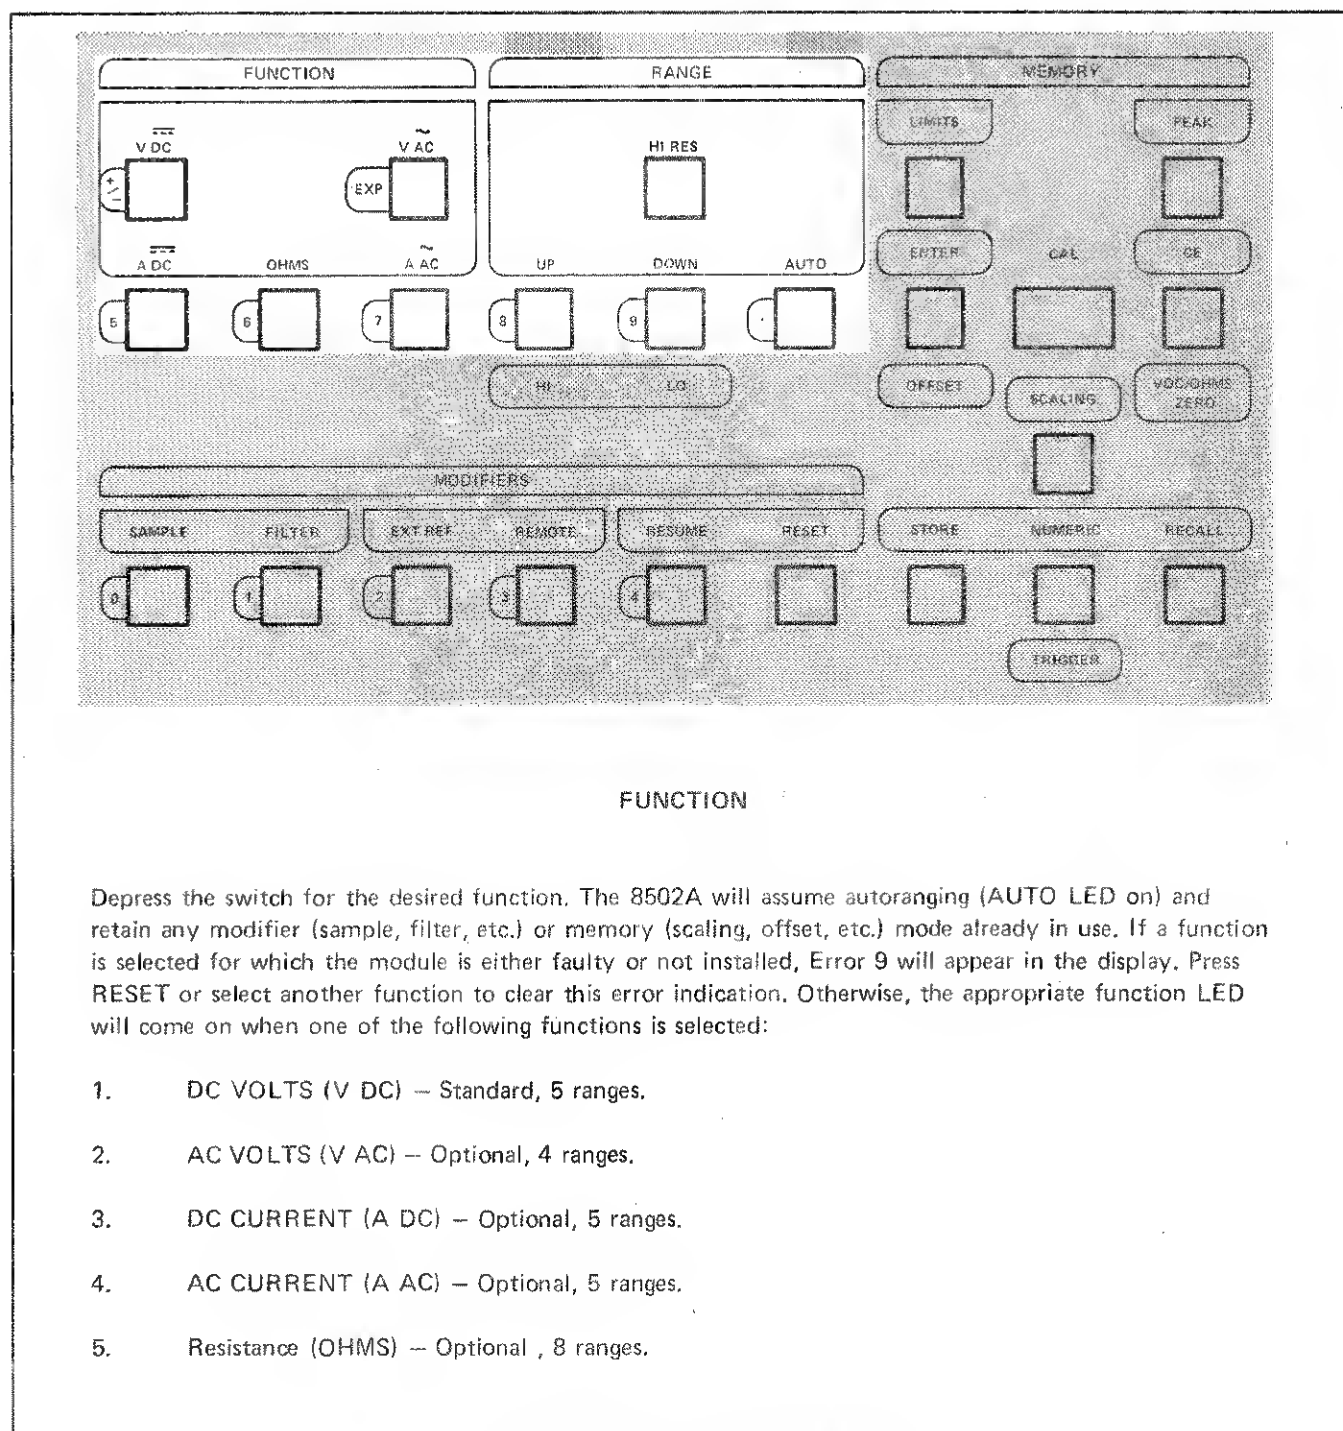 FUNCTION RANGE MEMORY
LIMITS PEAK
V DC V AC HI RES
+/- EXP
ENTER CAL CE
A DC OHMS A AC UP DOWN AUTO
5 6 7 8 9 .
HI LO OFFSET SCALING VDC/OHMS
ZERO
MODIFIERS
SAMPLE FILTER EXT REF REMOTE RESUME RESET STORE NUMERIC RECALL
0 1 2 3 4
TRIGGER
FUNCTION
Depress the switch for the desired function. The 8502A will assume autoranging (AUTO LED on) and
retain any modifier (sample, filter, etc.) or memory (scaling, offset, etc.) mode already in use. If a function
is selected for which the module is either faulty or not installed, Error 9 will appear in the display. Press
RESET or select another function to clear this error indication. Otherwise, the appropriate function LED
will come on when one of the following functions is selected:
1. DC VOLTS (V DC) — Standard, 5 ranges.
2. AC VOLTS (V AC) — Optional, 4 ranges.
3. DC CURRENT (A DC) — Optional, 5 ranges.
4. AC CURRENT (A AC) — Optional, 5 ranges.
5. Resistance (OHMS) — Optional , 8 ranges.